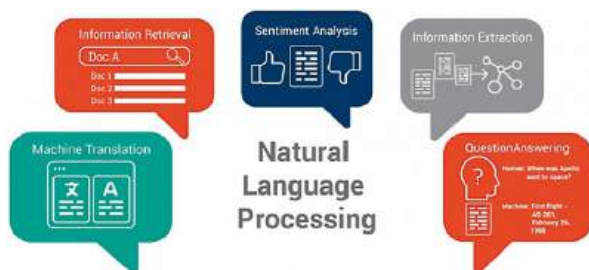 Information Retrieval
Doc A
Doc 1
Doc 2
Doc 3
Sentiment Analysis
Information Extraction
Machine Translation
文 A
Natural
Language
Processing
QuestionAnswering
?
Human: When was Apollo
sent to space?
Machine: First flight -
AS-201,
February 26,
1966